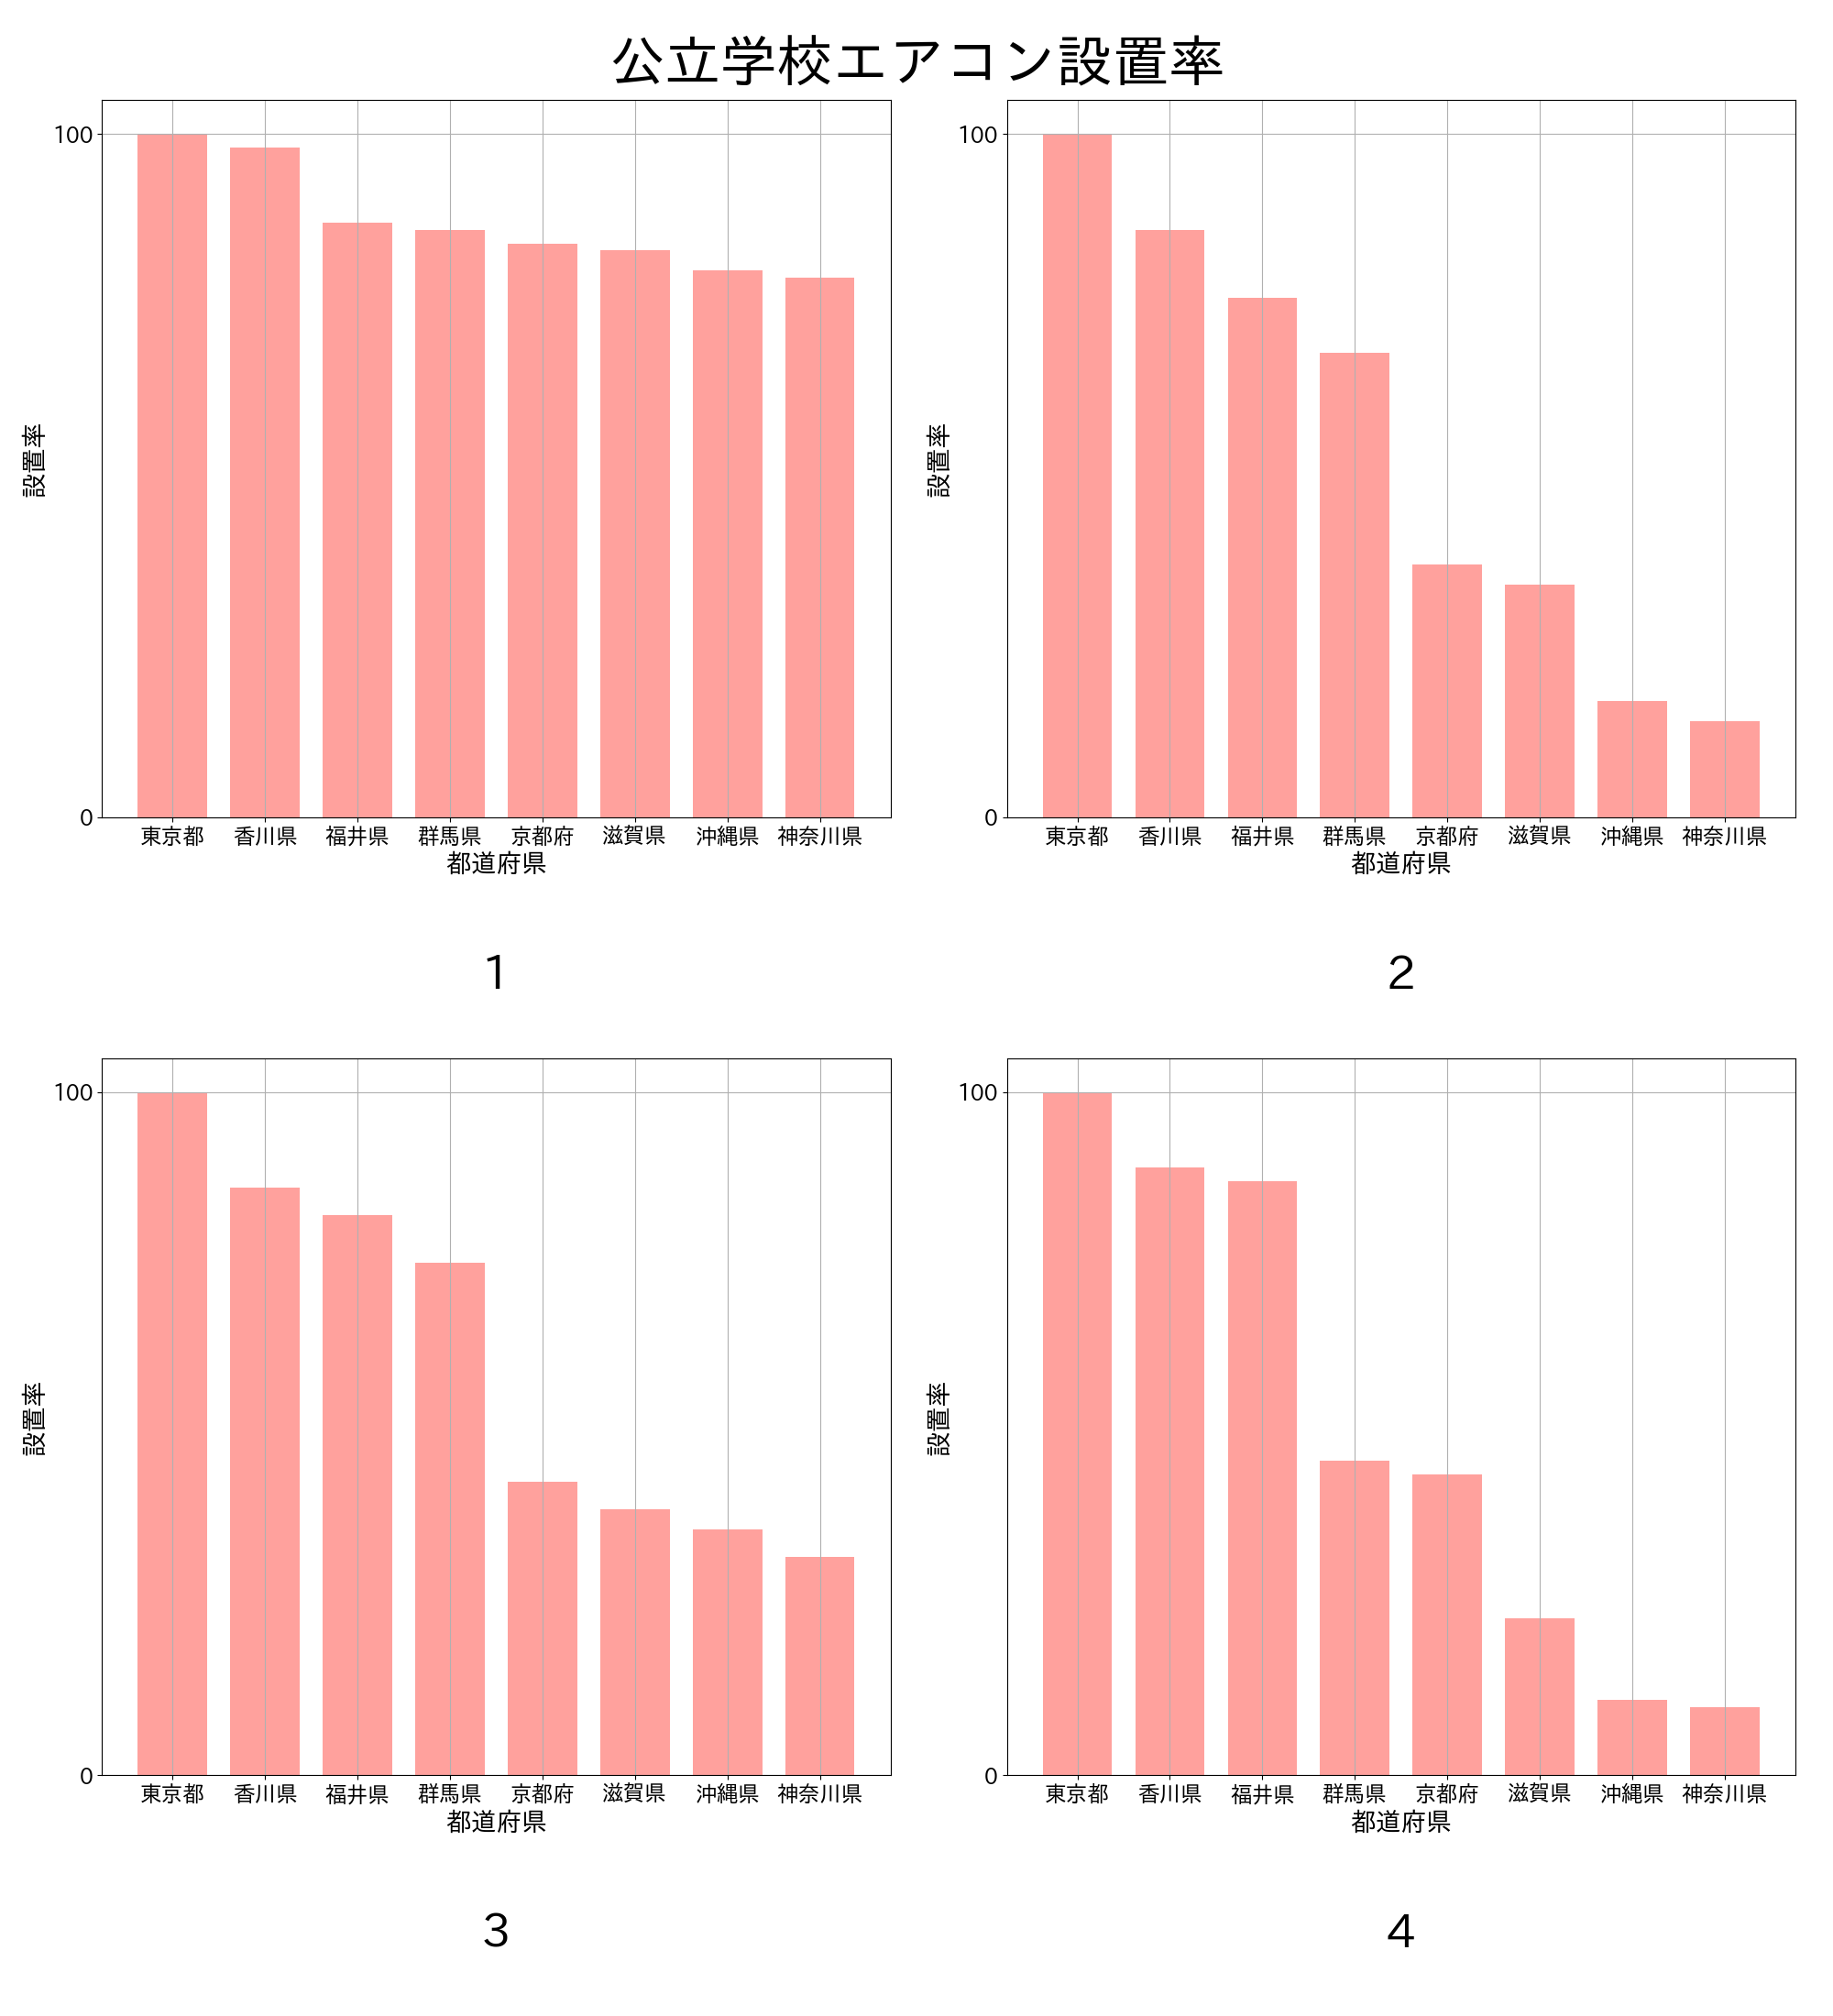 公立学校エアコン設置率
100
設置率
0
東京都 香川県 福井県 群馬県 京都府 滋賀県 沖縄県 神奈川県
都道府県
1
100
設置率
0
東京都 香川県 福井県 群馬県 京都府 滋賀県 沖縄県 神奈川県
都道府県
2
100
設置率
0
東京都 香川県 福井県 群馬県 京都府 滋賀県 沖縄県 神奈川県
都道府県
3
100
設置率
0
東京都 香川県 福井県 群馬県 京都府 滋賀県 沖縄県 神奈川県
都道府県
4